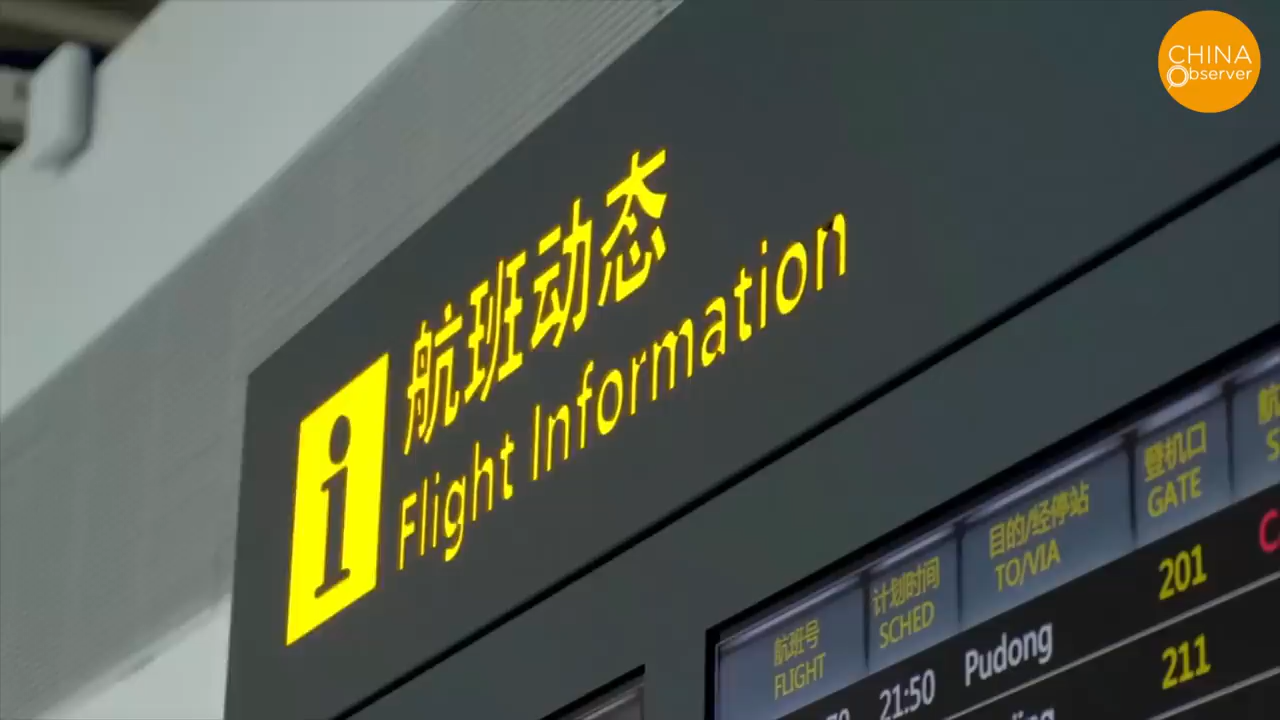 CHINA
Observer
航班动态
Flight Information
i
航班号
FLIGHT
计划时间
SCHED
目的/经停站
TO/VIA
登机口
GATE
21:50 Pudong 201
211